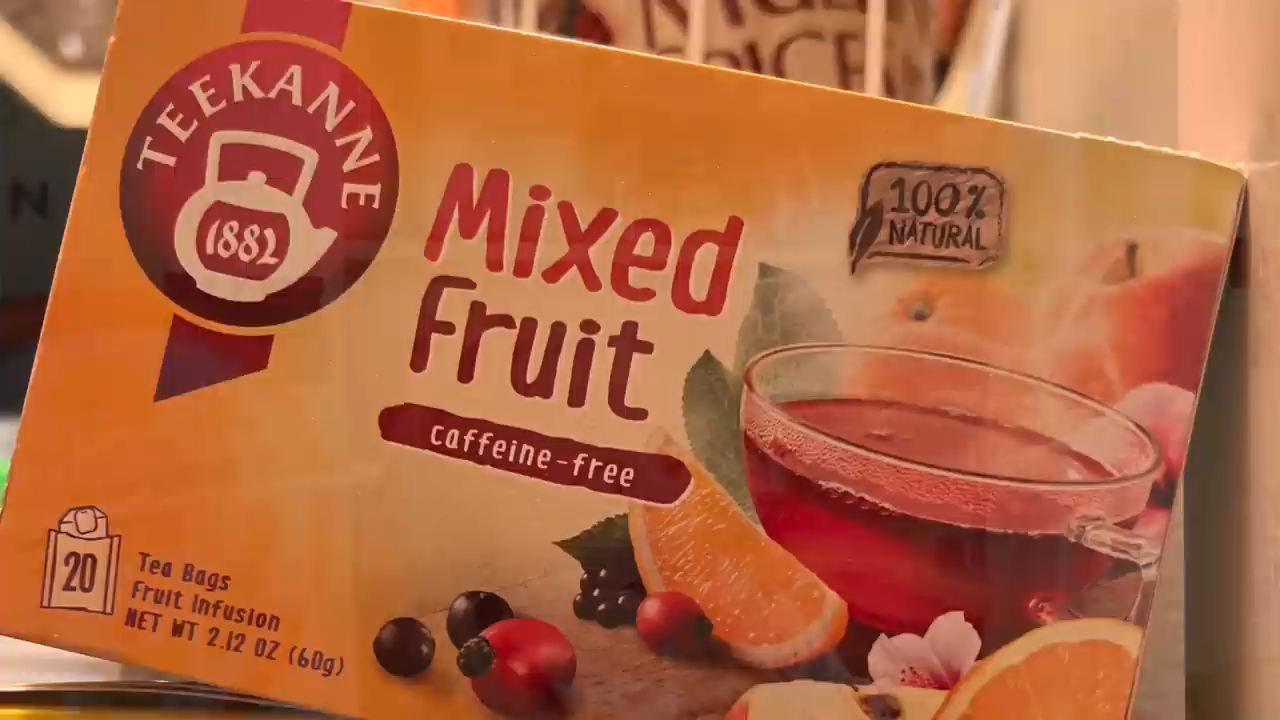 TEEKANNE
1882
Mixed
Fruit
caffeine-free
100%
NATURAL
20
Tea Bags
Fruit Infusion
NET WT 2.12 OZ (60g)
N